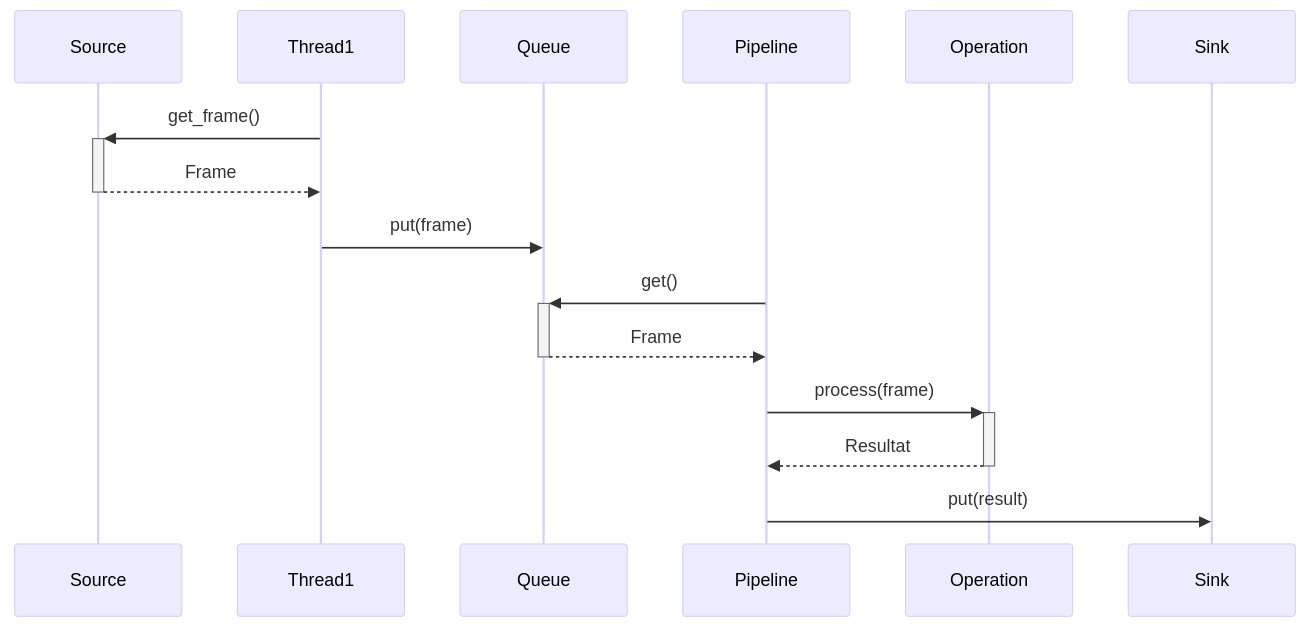 Source
Thread1
Queue
Pipeline
Operation
Sink
get_frame()
Frame
put(frame)
get()
Frame
process(frame)
Resultat
put(result)
Source
Thread1
Queue
Pipeline
Operation
Sink